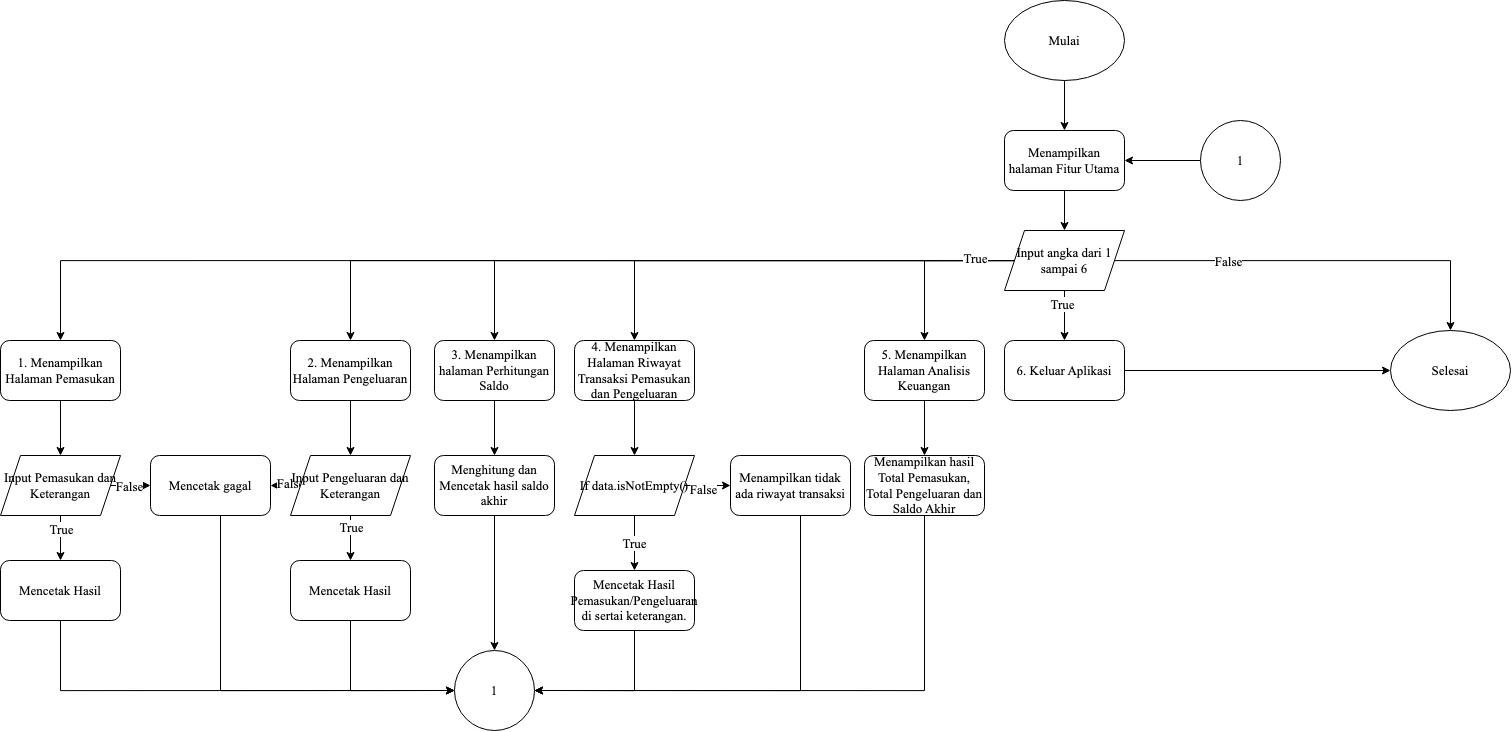 Mulai
Menampilkan
halaman Fitur Utama
1
Input angka dari 1
sampai 6
True
False
True
1. Menampilkan
Halaman Pemasukan
2. Menampilkan
Halaman Pengeluaran
3. Menampilkan
halaman Perhitungan
Saldo
4. Menampilkan
Halaman Riwayat
Transaksi Pemasukan
dan Pengeluaran
5. Menampilkan
Halaman Analisis
Keuangan
6. Keluar Aplikasi
Selesai
Input Pemasukan dan
Keterangan
False
Mencetak gagal
False
Input Pengeluaran dan
Keterangan
Menghitung dan
Mencetak hasil saldo
akhir
If data.isNotEmpty()
False
Menampilkan tidak
ada riwayat transaksi
Menampilkan hasil
Total Pemasukan,
Total Pengeluaran dan
Saldo Akhir
True
True
True
Mencetak Hasil
Mencetak Hasil
Mencetak Hasil
Pemasukan/Pengeluaran
di sertai keterangan.
1